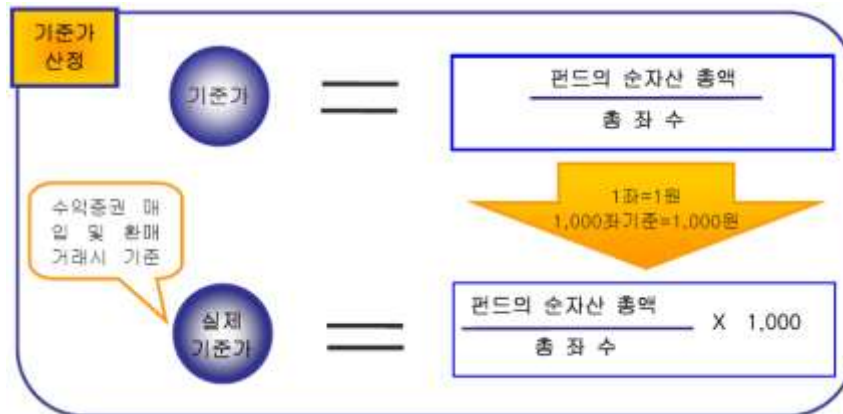 기준가
산정
기준가
펀드의 순자산 총액
총 좌 수
1좌=1원
1,000좌기준=1,000원
수익증권 매
입 및 환매
거래시 기준
실제
기준가
펀드의 순자산 총액
총 좌 수
X 1,000